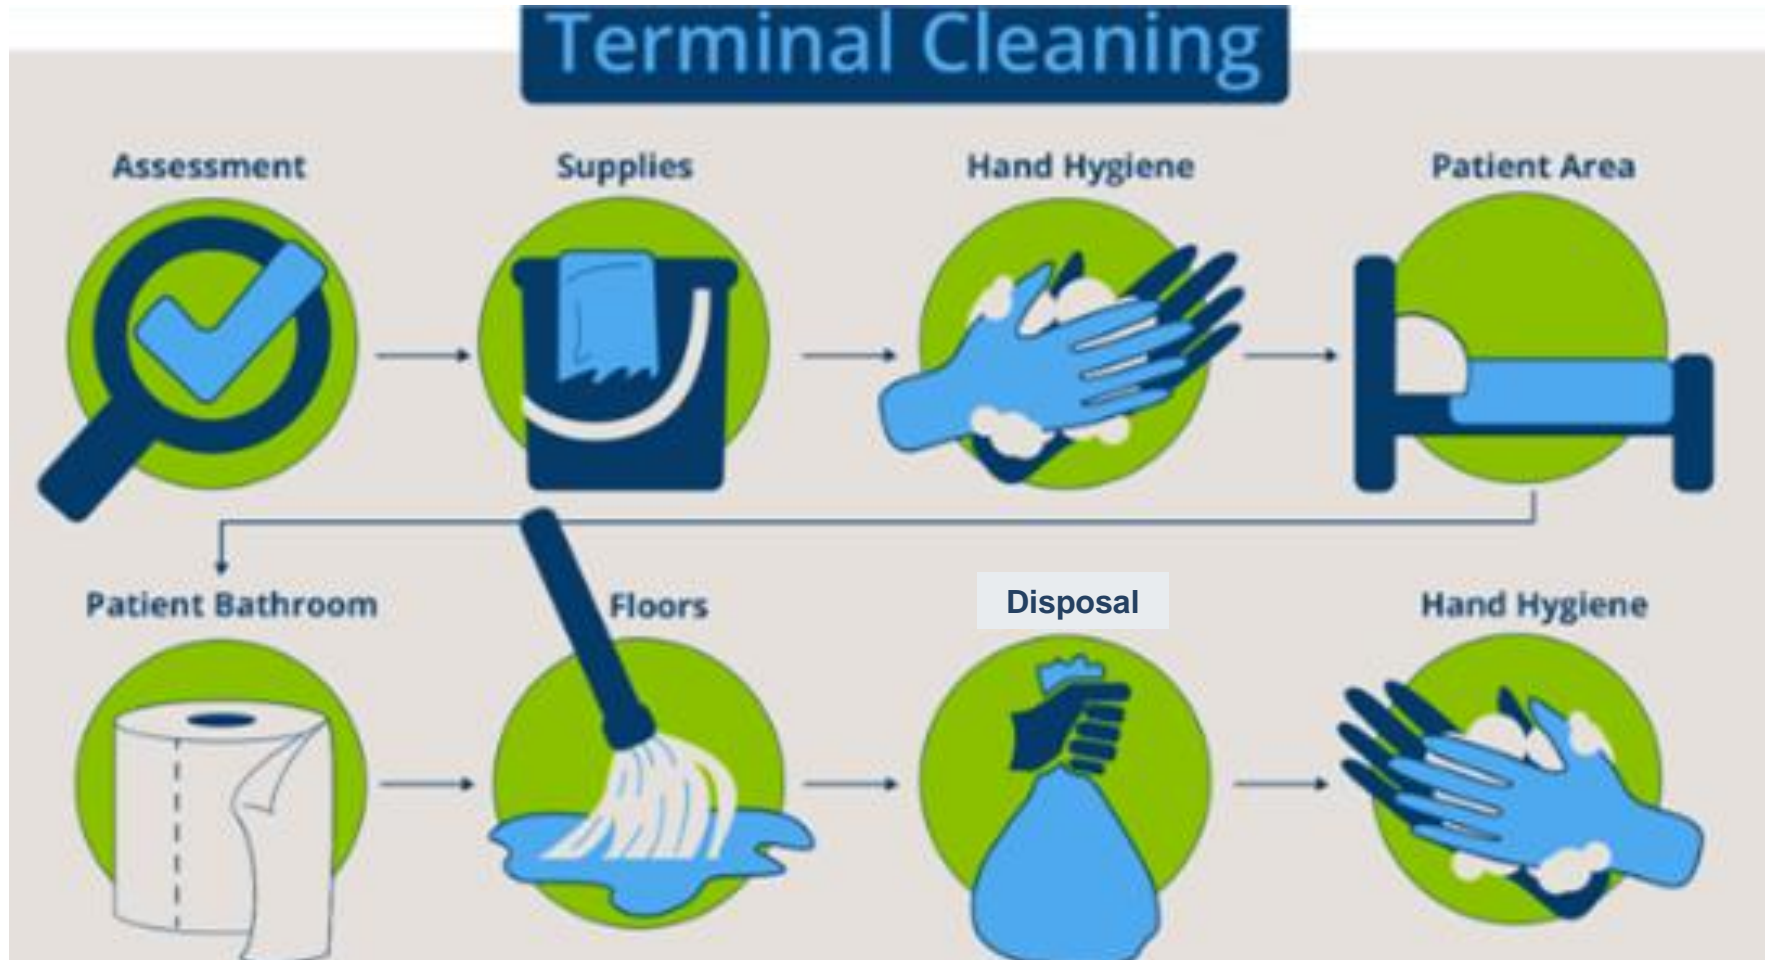 Terminal Cleaning
Assessment
Supplies
Hand Hygiene
Patient Area
Patient Bathroom
Floors
Disposal
Hand Hygiene